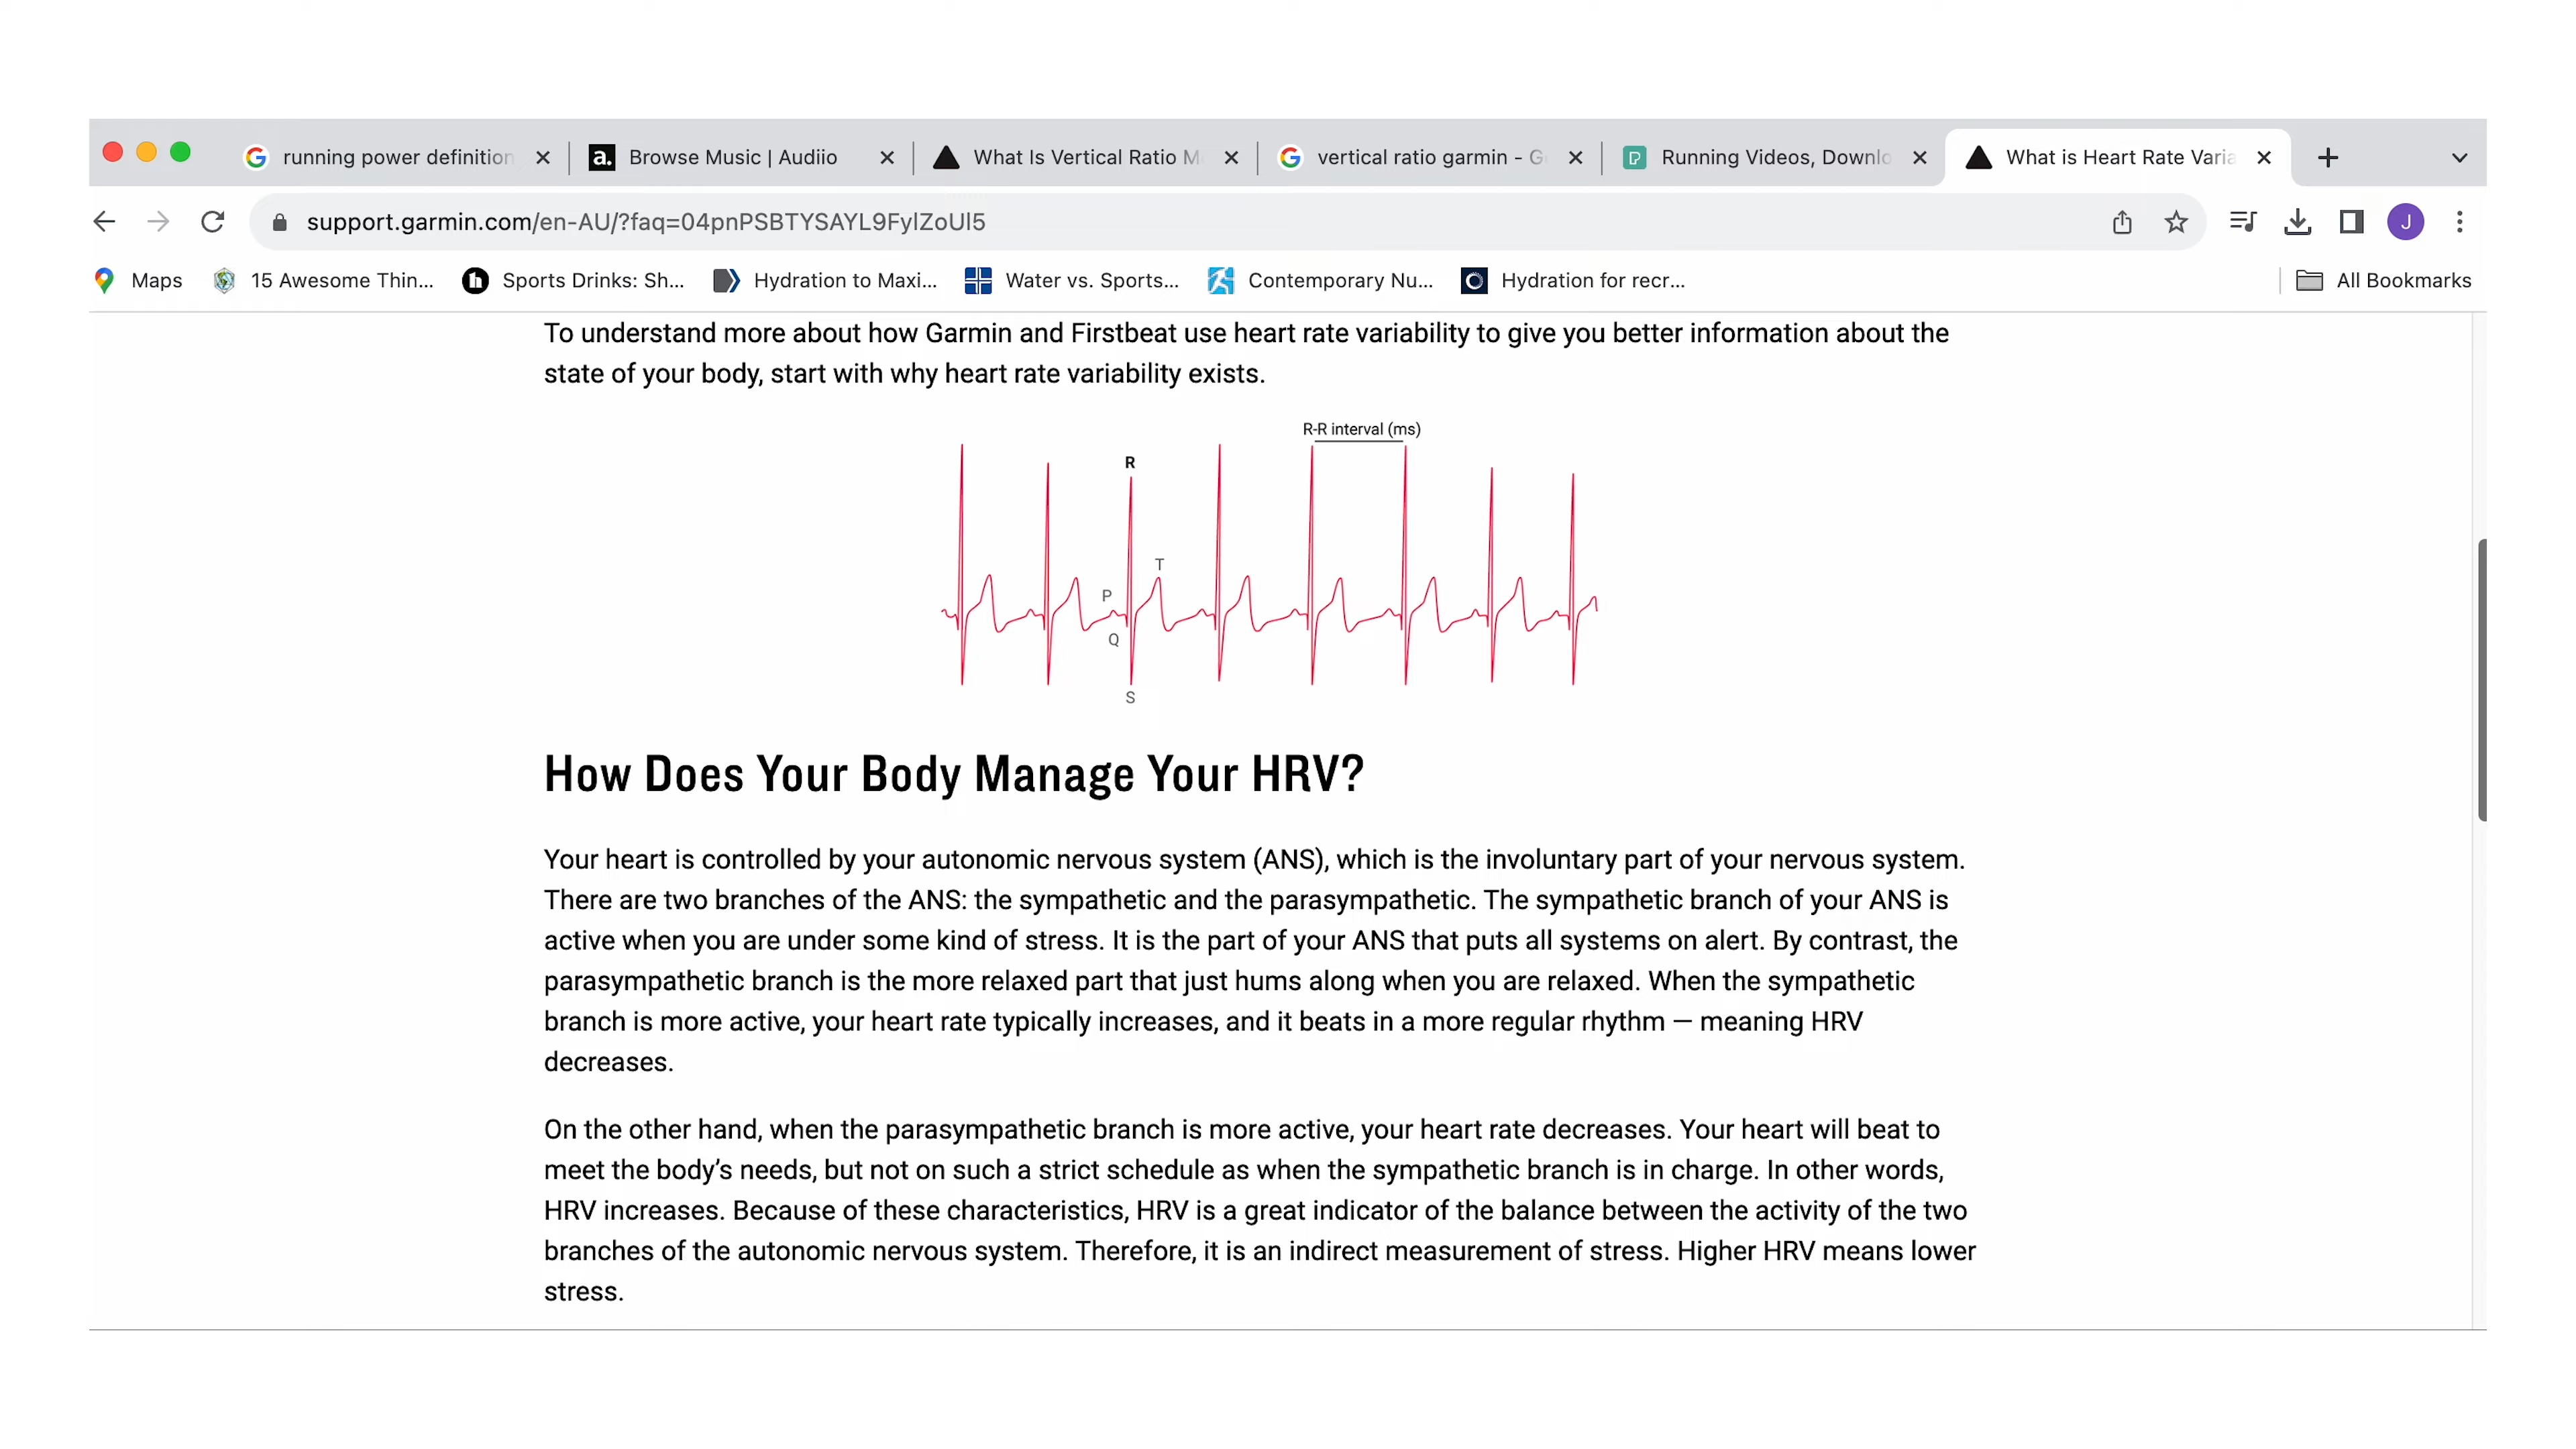 running power definition
Browse Music | Audiio
What Is Vertical Ratio M
vertical ratio garmin - G
Running Videos, Downlo
What is Heart Rate Varia
support.garmin.com/en-AU/?faq=04pnPSBTYSAYL9FylZoUl5
J
Maps
15 Awesome Thin...
Sports Drinks: Sh...
Hydration to Maxi...
Water vs. Sports...
Contemporary Nu...
Hydration for recr...
All Bookmarks
To understand more about how Garmin and Firstbeat use heart rate variability to give you better information about the
state of your body, start with why heart rate variability exists.
R-R interval (ms)
R
T
P
Q
S
How Does Your Body Manage Your HRV?
Your heart is controlled by your autonomic nervous system (ANS), which is the involuntary part of your nervous system.
There are two branches of the ANS: the sympathetic and the parasympathetic. The sympathetic branch of your ANS is
active when you are under some kind of stress. It is the part of your ANS that puts all systems on alert. By contrast, the
parasympathetic branch is the more relaxed part that just hums along when you are relaxed. When the sympathetic
branch is more active, your heart rate typically increases, and it beats in a more regular rhythm — meaning HRV
decreases.
On the other hand, when the parasympathetic branch is more active, your heart rate decreases. Your heart will beat to
meet the body's needs, but not on such a strict schedule as when the sympathetic branch is in charge. In other words,
HRV increases. Because of these characteristics, HRV is a great indicator of the balance between the activity of the two
branches of the autonomic nervous system. Therefore, it is an indirect measurement of stress. Higher HRV means lower
stress.